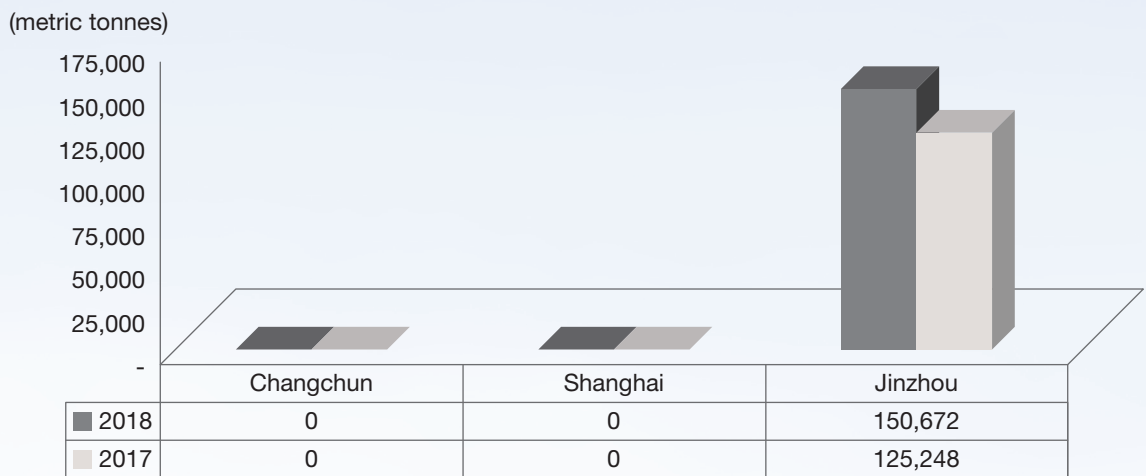 (metric tonnes)
175,000
150,000
125,000
100,000
75,000
50,000
25,000
-
Changchun Shanghai Jinzhou
2018 0 0 150,672
2017 0 0 125,248